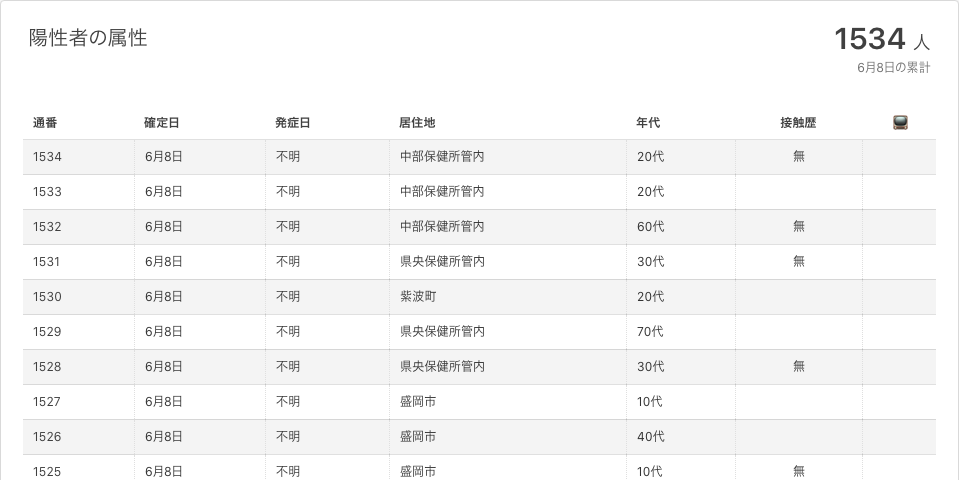 陽性者の属性
1534 人
6月8日の累計
通番 確定日 発症日 居住地 年代 接触歴
1534 6月8日 不明 中部保健所管内 20代 無
1533 6月8日 不明 中部保健所管内 20代
1532 6月8日 不明 中部保健所管内 60代 無
1531 6月8日 不明 県央保健所管内 30代 無
1530 6月8日 不明 紫波町 20代
1529 6月8日 不明 県央保健所管内 70代
1528 6月8日 不明 県央保健所管内 30代 無
1527 6月8日 不明 盛岡市 10代
1526 6月8日 不明 盛岡市 40代
1525 6月8日 不明 盛岡市 10代 無